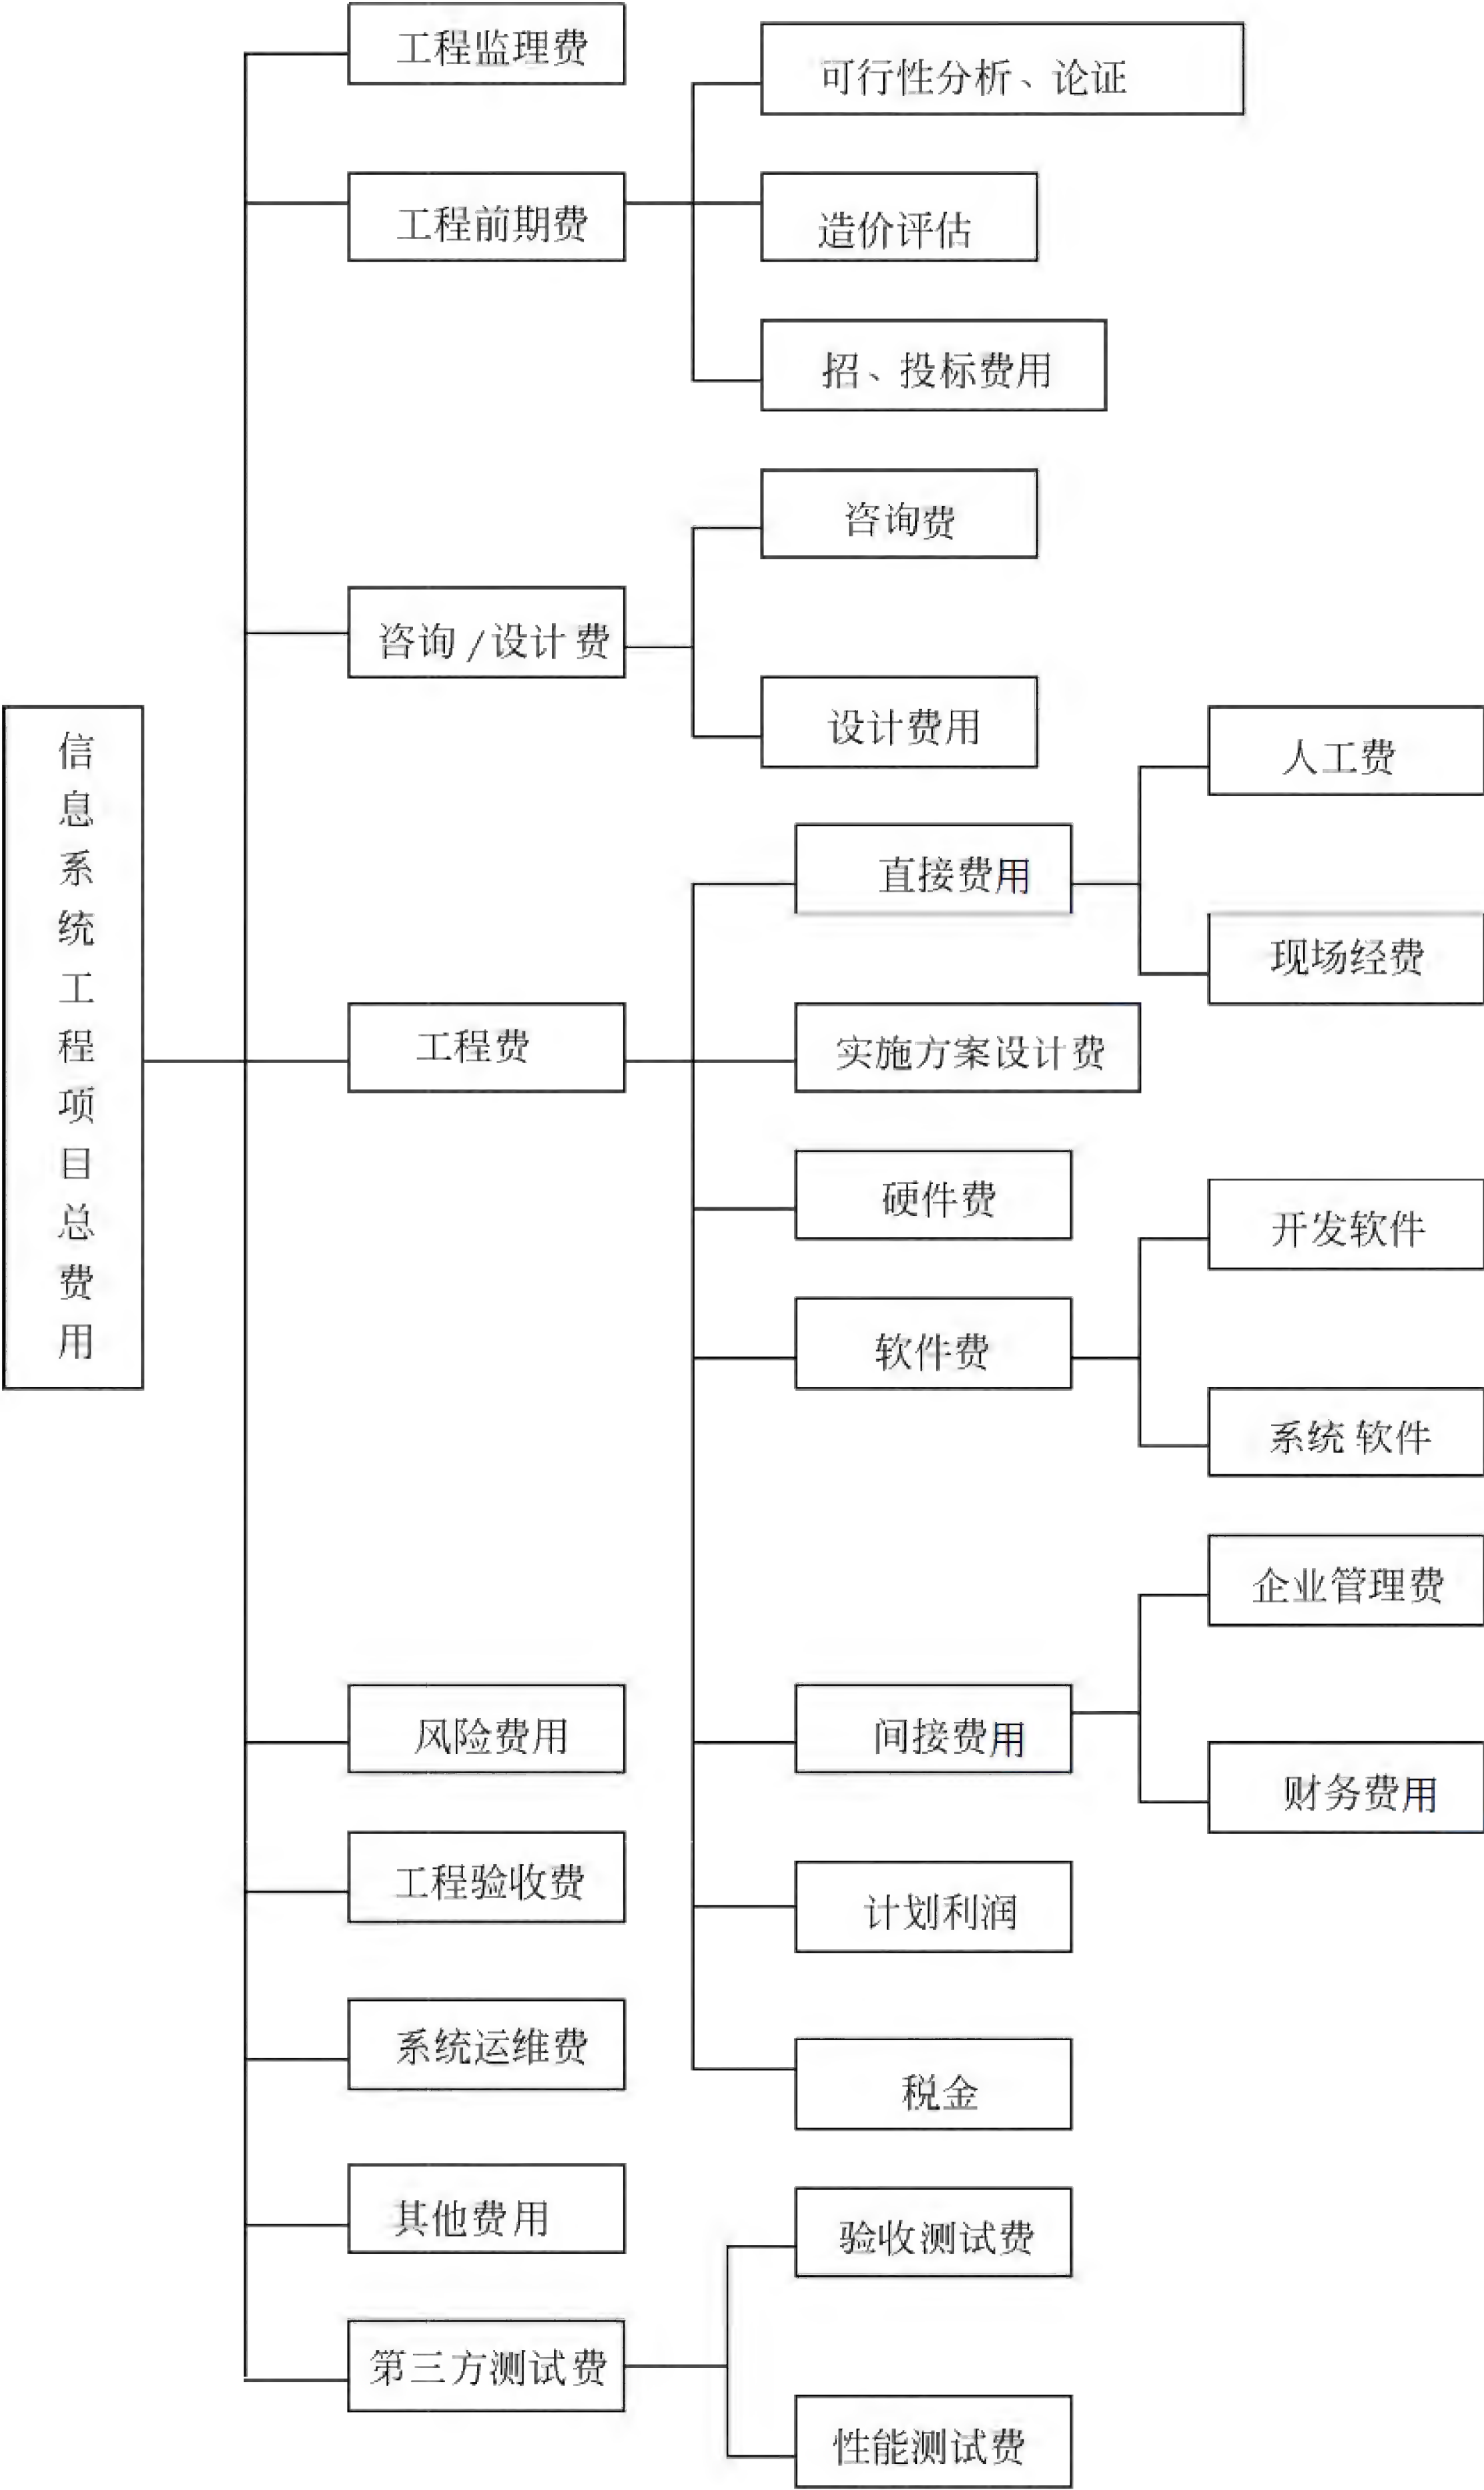 信息系统工程项目总费用
工程监理费
工程前期费
可行性分析、论证
造价评估
招、投标费用
咨询/设计费
咨询费
设计费用
工程费
直接费用
人工费
现场经费
实施方案设计费
硬件费
软件费
开发软件
系统软件
间接费用
企业管理费
财务费用
计划利润
税金
风险费用
工程验收费
系统运维费
其他费用
第三方测试费
验收测试费
性能测试费